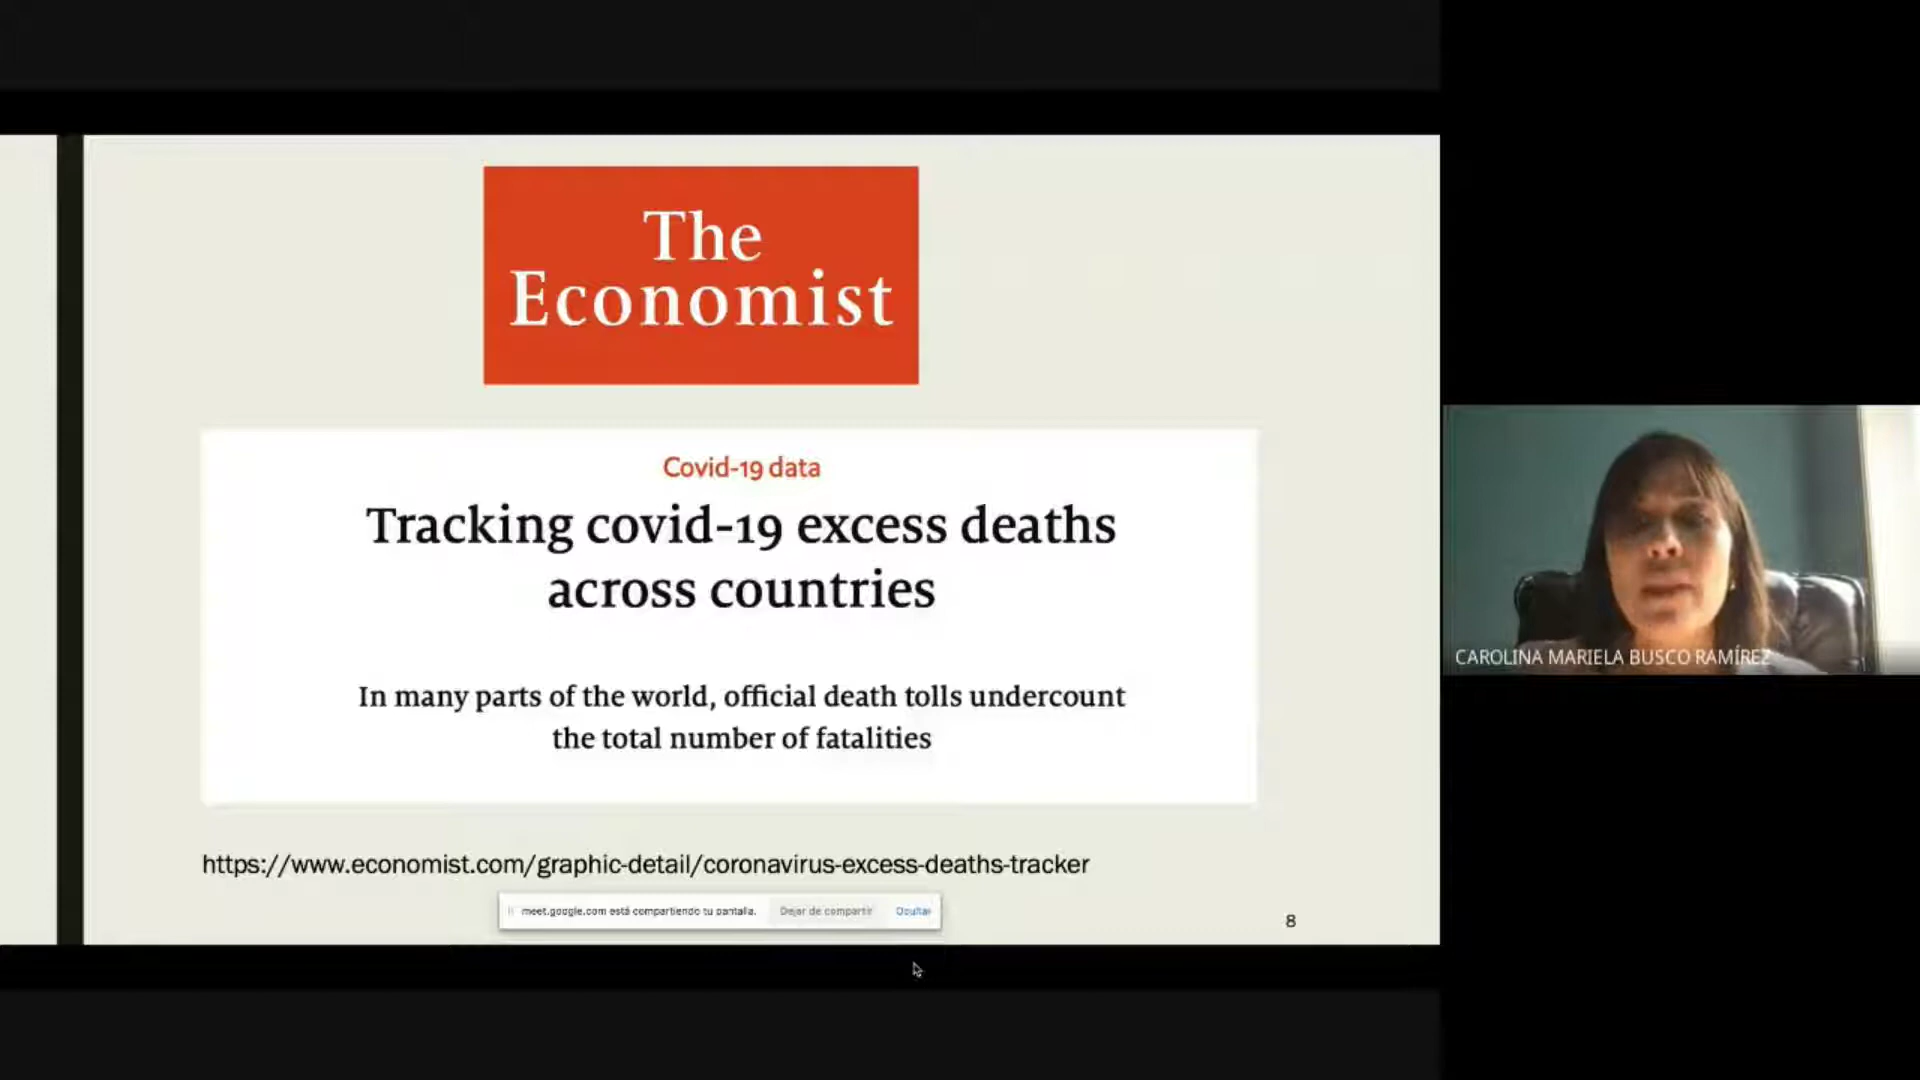 The
Economist
Covid-19 data
Tracking covid-19 excess deaths
across countries
In many parts of the world, official death tolls undercount
the total number of fatalities
https://www.economist.com/graphic-detail/coronavirus-excess-deaths-tracker
meet.google.com está compartiendo tu pantalla. Dejar de compartir Ocultar
8
CAROLINA MARIELA BUSCO RAMÍREZ